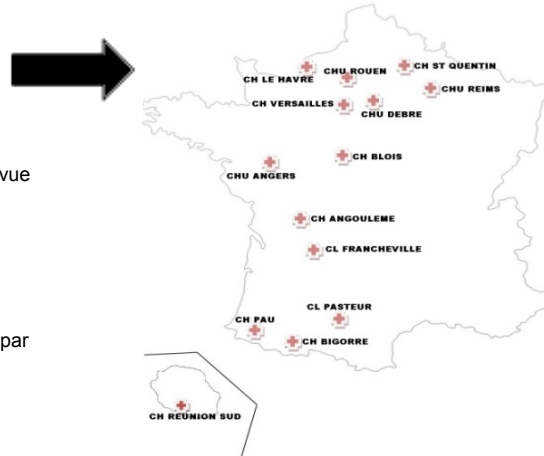 CHU ROUEN
CH ST QUENTIN
CH LE HAVRE
CHU REIMS
CH VERSAILLES
CHU DEBRE
CH BLOIS
vue
CHU ANGERS
CH ANGOULEME
CL FRANCHEVILLE
CL PASTEUR
CH PAU
par
CH BIGORRE
CH REUNION SUD